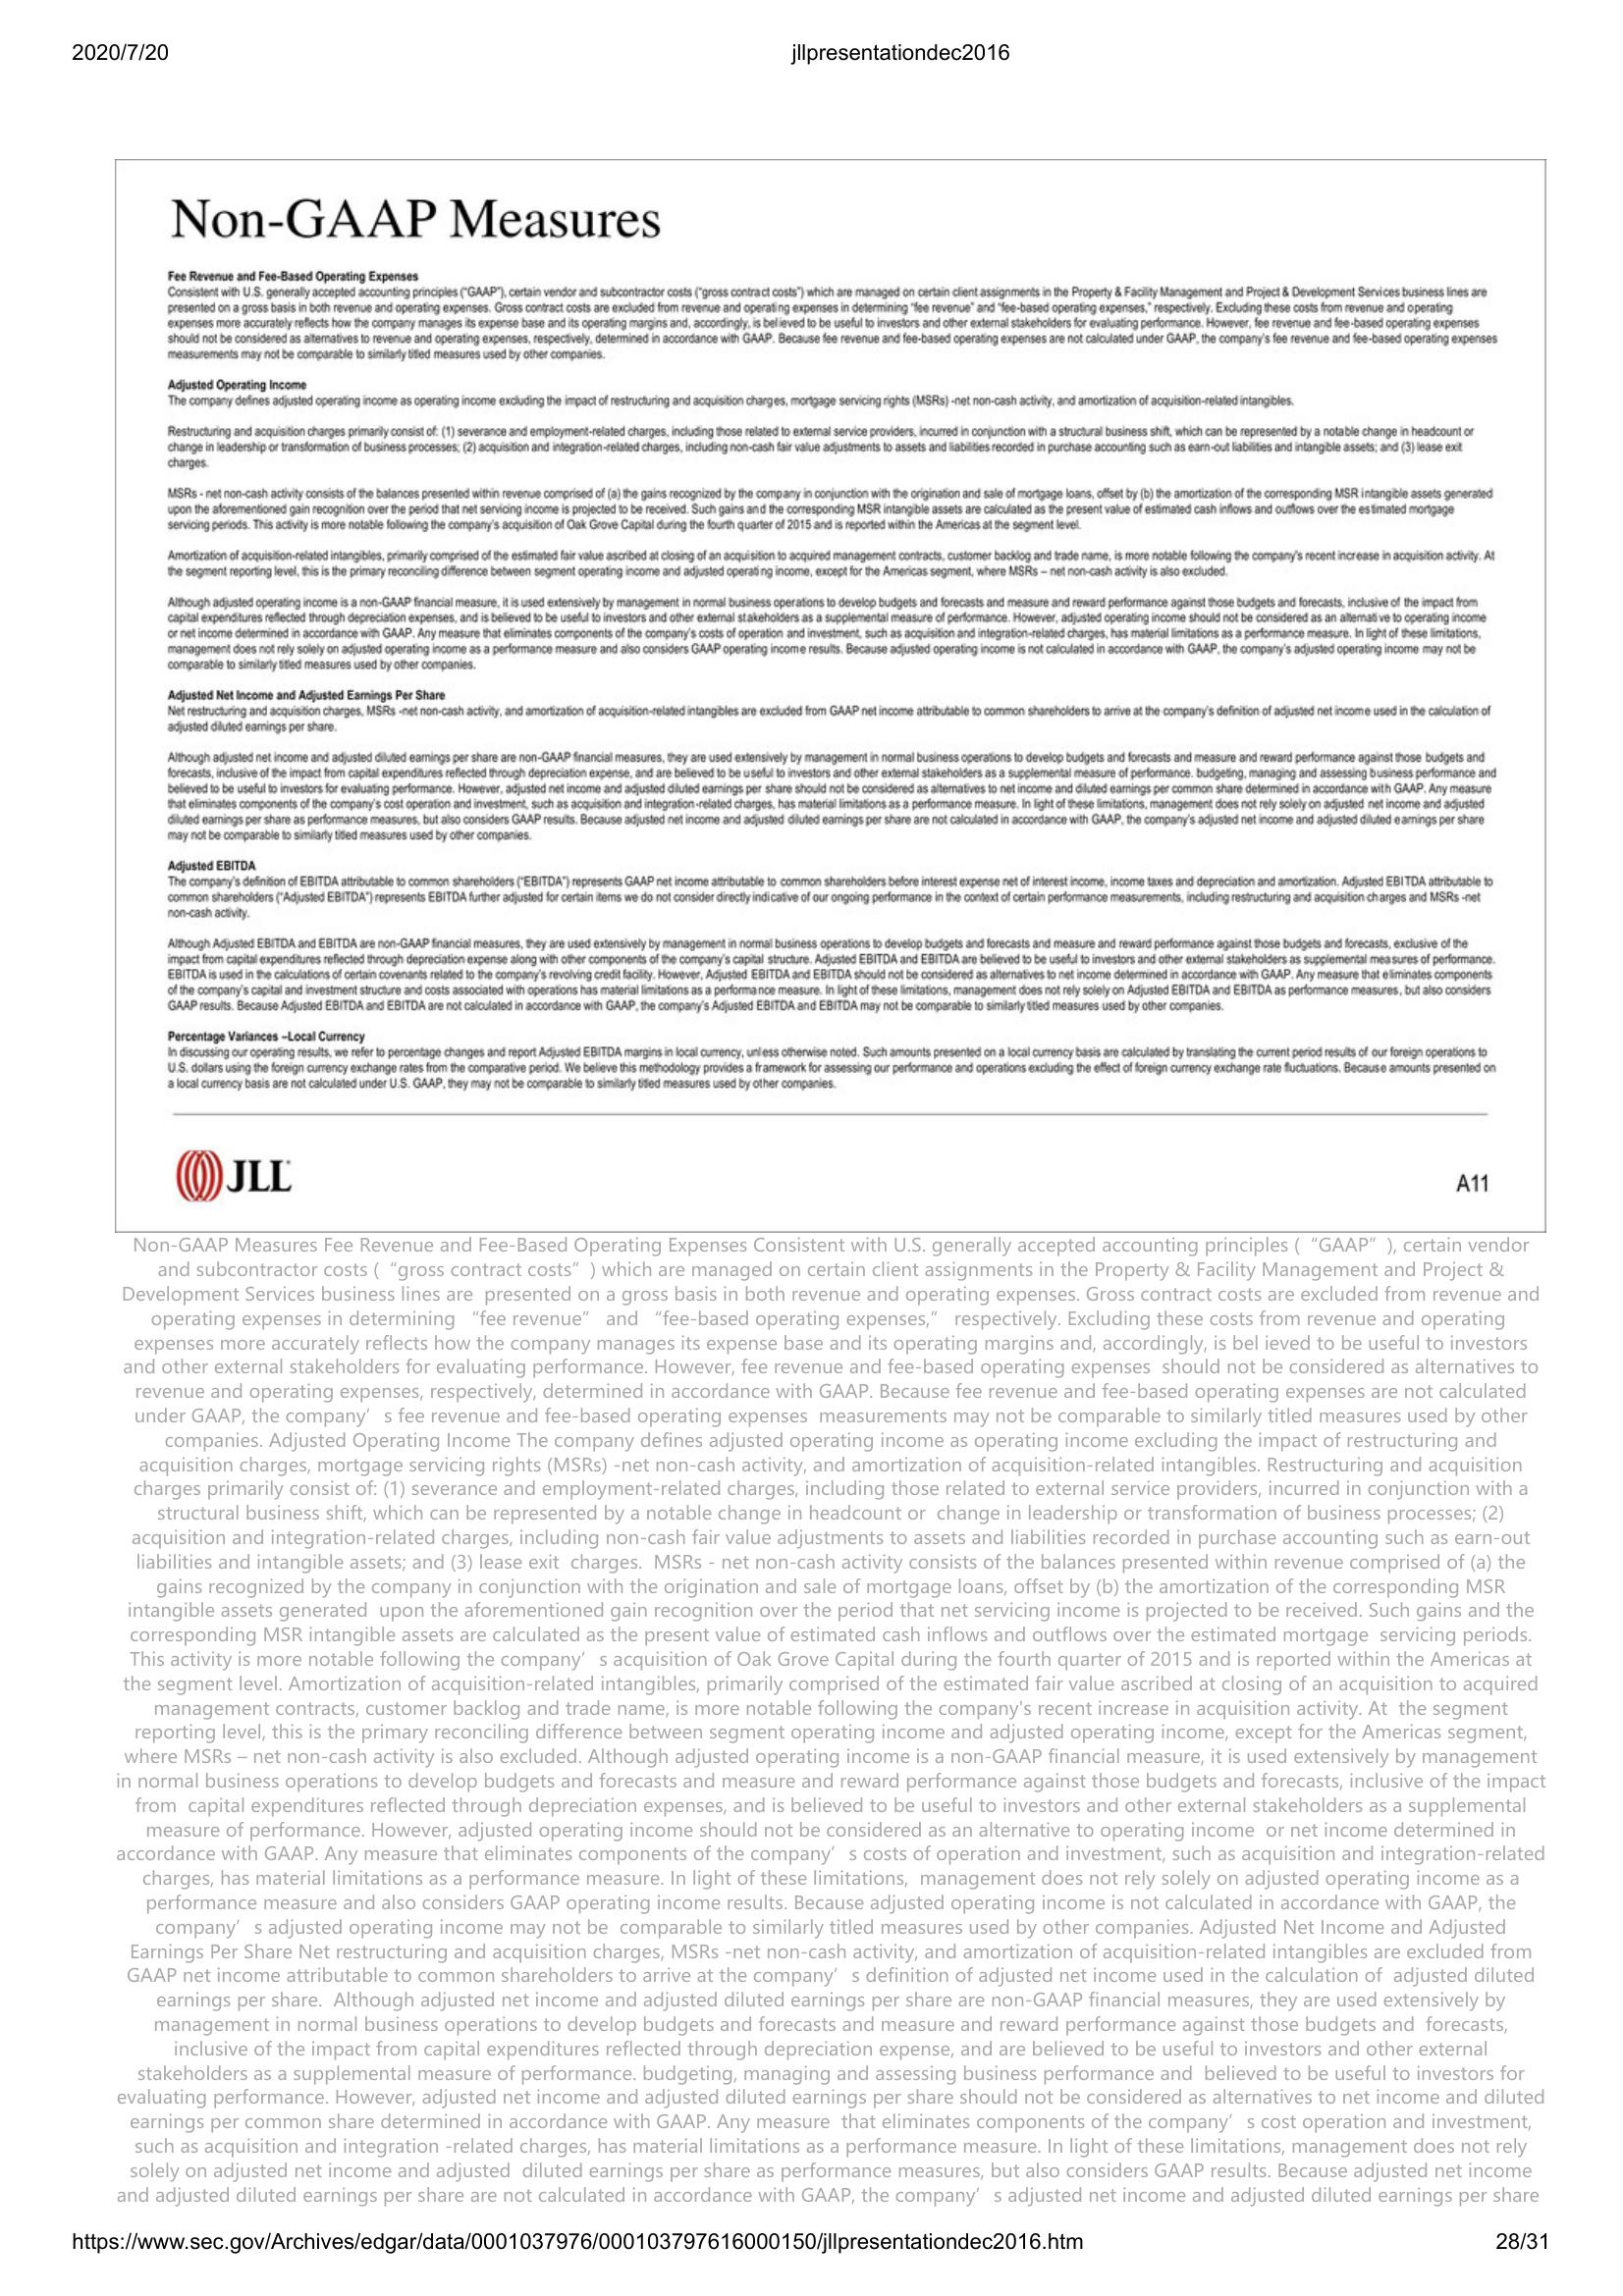 2020/7/20
jllpresentationdec2016
Non-GAAP Measures
Fee Revenue and Fee-Based Operating Expenses
Consistent with U.S. generally accepted accounting principles (“GAAP”), certain vendor and subcontractor costs (“gross contract costs”) which are managed on certain client assignments in the Property & Facility Management and Project & Development Services business lines are
presented on a gross basis in both revenue and operating expenses. Gross contract costs are excluded from revenue and operating expenses in determining “fee revenue” and “fee-based operating expenses,” respectively. Excluding these costs from revenue and operating
expenses more accurately reflects how the company manages its expense base and its operating margins and, accordingly, is believed to be useful to investors and other external stakeholders for evaluating performance. However, fee revenue and fee-based operating expenses
should not be considered as alternatives to revenue and operating expenses, respectively, determined in accordance with GAAP. Because fee revenue and fee-based operating expenses are not calculated under GAAP, the company’s fee revenue and fee-based operating expenses
measurements may not be comparable to similarly titled measures used by other companies.
Adjusted Operating Income
The company defines adjusted operating income as operating income excluding the impact of restructuring and acquisition charges, mortgage servicing rights (MSRs) -net non-cash activity, and amortization of acquisition-related intangibles.
Restructuring and acquisition charges primarily consist of: (1) severance and employment-related charges, including those related to external service providers, incurred in conjunction with a structural business shift, which can be represented by a notable change in headcount or
change in leadership or transformation of business processes; (2) acquisition and integration-related charges, including non-cash fair value adjustments to assets and liabilities recorded in purchase accounting such as earn-out liabilities and intangible assets; and (3) lease exit
charges.
MSRs - net non-cash activity consists of the balances presented within revenue comprised of (a) the gains recognized by the company in conjunction with the origination and sale of mortgage loans, offset by (b) the amortization of the corresponding MSR intangible assets generated
upon the aforementioned gain recognition over the period that net servicing income is projected to be received. Such gains and the corresponding MSR intangible assets are calculated as the present value of estimated cash inflows and outflows over the estimated mortgage
servicing periods. This activity is more notable following the company’s acquisition of Oak Grove Capital during the fourth quarter of 2015 and is reported within the Americas at the segment level.
Amortization of acquisition-related intangibles, primarily comprised of the estimated fair value ascribed at closing of an acquisition to acquired management contracts, customer backlog and trade name, is more notable following the company's recent increase in acquisition activity. At
the segment reporting level, this is the primary reconciling difference between segment operating income and adjusted operating income, except for the Americas segment, where MSRs – net non-cash activity is also excluded.
Although adjusted operating income is a non-GAAP financial measure, it is used extensively by management in normal business operations to develop budgets and forecasts and measure and reward performance against those budgets and forecasts, inclusive of the impact from
capital expenditures reflected through depreciation expenses, and is believed to be useful to investors and other external stakeholders as a supplemental measure of performance. However, adjusted operating income should not be considered as an alternative to operating income
or net income determined in accordance with GAAP. Any measure that eliminates components of the company’s costs of operation and investment, such as acquisition and integration-related charges, has material limitations as a performance measure. In light of these limitations,
management does not rely solely on adjusted operating income as a performance measure and also considers GAAP operating income results. Because adjusted operating income is not calculated in accordance with GAAP, the company’s adjusted operating income may not be
comparable to similarly titled measures used by other companies.
Adjusted Net Income and Adjusted Earnings Per Share
Net restructuring and acquisition charges, MSRs -net non-cash activity, and amortization of acquisition-related intangibles are excluded from GAAP net income attributable to common shareholders to arrive at the company’s definition of adjusted net income used in the calculation of
adjusted diluted earnings per share.
Although adjusted net income and adjusted diluted earnings per share are non-GAAP financial measures, they are used extensively by management in normal business operations to develop budgets and forecasts and measure and reward performance against those budgets and
forecasts, inclusive of the impact from capital expenditures reflected through depreciation expense, and are believed to be useful to investors and other external stakeholders as a supplemental measure of performance. budgeting, managing and assessing business performance and
believed to be useful to investors for evaluating performance. However, adjusted net income and adjusted diluted earnings per share should not be considered as alternatives to net income and diluted earnings per common share determined in accordance with GAAP. Any measure
that eliminates components of the company’s cost operation and investment, such as acquisition and integration-related charges, has material limitations as a performance measure. In light of these limitations, management does not rely solely on adjusted net income and adjusted
diluted earnings per share as performance measures, but also considers GAAP results. Because adjusted net income and adjusted diluted earnings per share are not calculated in accordance with GAAP, the company’s adjusted net income and adjusted diluted earnings per share
may not be comparable to similarly titled measures used by other companies.
Adjusted EBITDA
The company’s definition of EBITDA attributable to common shareholders (“EBITDA”) represents GAAP net income attributable to common shareholders before interest expense net of interest income, income taxes and depreciation and amortization. Adjusted EBITDA attributable to
common shareholders (“Adjusted EBITDA”) represents EBITDA further adjusted for certain items we do not consider directly indicative of our ongoing performance in the context of certain performance measurements, including restructuring and acquisition charges and MSRs -net
non-cash activity.
Although Adjusted EBITDA and EBITDA are non-GAAP financial measures, they are used extensively by management in normal business operations to develop budgets and forecasts and measure and reward performance against those budgets and forecasts, exclusive of the
impact from capital expenditures reflected through depreciation expense along with other components of the company’s capital structure. Adjusted EBITDA and EBITDA are believed to be useful to investors and other external stakeholders as supplemental measures of performance.
EBITDA is used in the calculations of certain covenants related to the company’s revolving credit facility. However, Adjusted EBITDA and EBITDA should not be considered as alternatives to net income determined in accordance with GAAP. Any measure that eliminates components
of the company’s capital and investment structure and costs associated with operations has material limitations as a performance measure. In light of these limitations, management does not rely solely on Adjusted EBITDA and EBITDA as performance measures, but also considers
GAAP results. Because Adjusted EBITDA and EBITDA are not calculated in accordance with GAAP, the company’s Adjusted EBITDA and EBITDA may not be comparable to similarly titled measures used by other companies.
Percentage Variances –Local Currency
In discussing our operating results, we refer to percentage changes and report Adjusted EBITDA margins in local currency, unless otherwise noted. Such amounts presented on a local currency basis are calculated by translating the current period results of our foreign operations to
U.S. dollars using the foreign currency exchange rates from the comparative period. We believe this methodology provides a framework for assessing our performance and operations excluding the effect of foreign currency exchange rate fluctuations. Because amounts presented on
a local currency basis are not calculated under U.S. GAAP, they may not be comparable to similarly titled measures used by other companies.
JLL
A11
Non-GAAP Measures Fee Revenue and Fee-Based Operating Expenses Consistent with U.S. generally accepted accounting principles (“GAAP”), certain vendor
and subcontractor costs (“gross contract costs”) which are managed on certain client assignments in the Property & Facility Management and Project &
Development Services business lines are presented on a gross basis in both revenue and operating expenses. Gross contract costs are excluded from revenue and
operating expenses in determining “fee revenue” and “fee-based operating expenses,” respectively. Excluding these costs from revenue and operating
expenses more accurately reflects how the company manages its expense base and its operating margins and, accordingly, is bel ieved to be useful to investors
and other external stakeholders for evaluating performance. However, fee revenue and fee-based operating expenses should not be considered as alternatives to
revenue and operating expenses, respectively, determined in accordance with GAAP. Because fee revenue and fee-based operating expenses are not calculated
under GAAP, the company’s fee revenue and fee-based operating expenses measurements may not be comparable to similarly titled measures used by other
companies. Adjusted Operating Income The company defines adjusted operating income as operating income excluding the impact of restructuring and
acquisition charges, mortgage servicing rights (MSRs) -net non-cash activity, and amortization of acquisition-related intangibles. Restructuring and acquisition
charges primarily consist of: (1) severance and employment-related charges, including those related to external service providers, incurred in conjunction with a
structural business shift, which can be represented by a notable change in headcount or change in leadership or transformation of business processes; (2)
acquisition and integration-related charges, including non-cash fair value adjustments to assets and liabilities recorded in purchase accounting such as earn-out
liabilities and intangible assets; and (3) lease exit charges. MSRs - net non-cash activity consists of the balances presented within revenue comprised of (a) the
gains recognized by the company in conjunction with the origination and sale of mortgage loans, offset by (b) the amortization of the corresponding MSR
intangible assets generated upon the aforementioned gain recognition over the period that net servicing income is projected to be received. Such gains and the
corresponding MSR intangible assets are calculated as the present value of estimated cash inflows and outflows over the estimated mortgage servicing periods.
This activity is more notable following the company’s acquisition of Oak Grove Capital during the fourth quarter of 2015 and is reported within the Americas at
the segment level. Amortization of acquisition-related intangibles, primarily comprised of the estimated fair value ascribed at closing of an acquisition to acquired
management contracts, customer backlog and trade name, is more notable following the company's recent increase in acquisition activity. At the segment
reporting level, this is the primary reconciling difference between segment operating income and adjusted operating income, except for the Americas segment,
where MSRs – net non-cash activity is also excluded. Although adjusted operating income is a non-GAAP financial measure, it is used extensively by management
in normal business operations to develop budgets and forecasts and measure and reward performance against those budgets and forecasts, inclusive of the impact
from capital expenditures reflected through depreciation expenses, and is believed to be useful to investors and other external stakeholders as a supplemental
measure of performance. However, adjusted operating income should not be considered as an alternative to operating income or net income determined in
accordance with GAAP. Any measure that eliminates components of the company’s costs of operation and investment, such as acquisition and integration-related
charges, has material limitations as a performance measure. In light of these limitations, management does not rely solely on adjusted operating income as a
performance measure and also considers GAAP operating income results. Because adjusted operating income is not calculated in accordance with GAAP, the
company’s adjusted operating income may not be comparable to similarly titled measures used by other companies. Adjusted Net Income and Adjusted
Earnings Per Share Net restructuring and acquisition charges, MSRs -net non-cash activity, and amortization of acquisition-related intangibles are excluded from
GAAP net income attributable to common shareholders to arrive at the company’s definition of adjusted net income used in the calculation of adjusted diluted
earnings per share. Although adjusted net income and adjusted diluted earnings per share are non-GAAP financial measures, they are used extensively by
management in normal business operations to develop budgets and forecasts and measure and reward performance against those budgets and forecasts,
inclusive of the impact from capital expenditures reflected through depreciation expense, and are believed to be useful to investors and other external
stakeholders as a supplemental measure of performance. budgeting, managing and assessing business performance and believed to be useful to investors for
evaluating performance. However, adjusted net income and adjusted diluted earnings per share should not be considered as alternatives to net income and diluted
earnings per common share determined in accordance with GAAP. Any measure that eliminates components of the company’s cost operation and investment,
such as acquisition and integration -related charges, has material limitations as a performance measure. In light of these limitations, management does not rely
solely on adjusted net income and adjusted diluted earnings per share as performance measures, but also considers GAAP results. Because adjusted net income
and adjusted diluted earnings per share are not calculated in accordance with GAAP, the company’s adjusted net income and adjusted diluted earnings per share
https://www.sec.gov/Archives/edgar/data/0001037976/000103797616000150/jllpresentationdec2016.htm
28/31